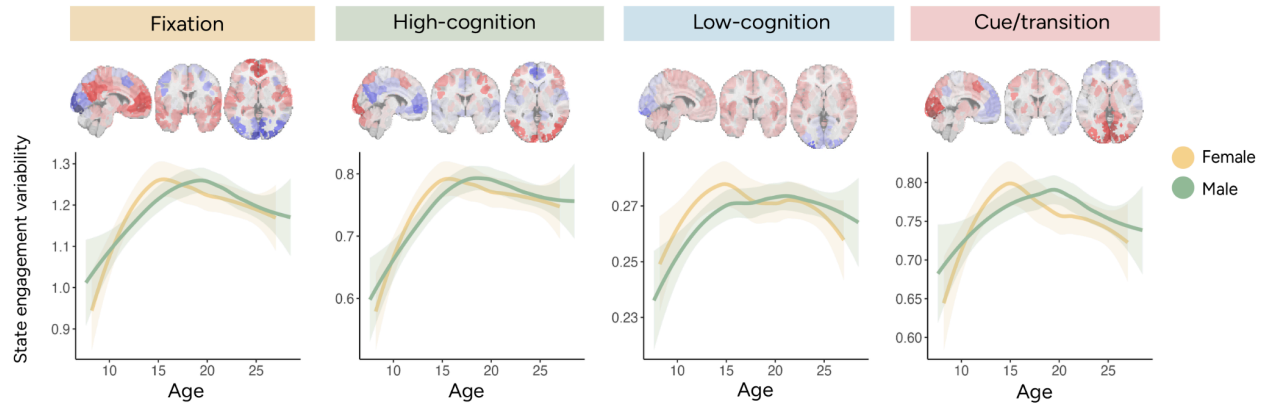 Fixation
High-cognition
Low-cognition
Cue/transition
State engagement variability
1.3
1.2
1.1
1.0
0.9
10
15
20
25
Age
0.8
0.7
0.6
10
15
20
25
Age
0.27
0.25
0.23
10
15
20
25
Age
0.80
0.75
0.70
0.65
0.60
10
15
20
25
Age
Female
Male